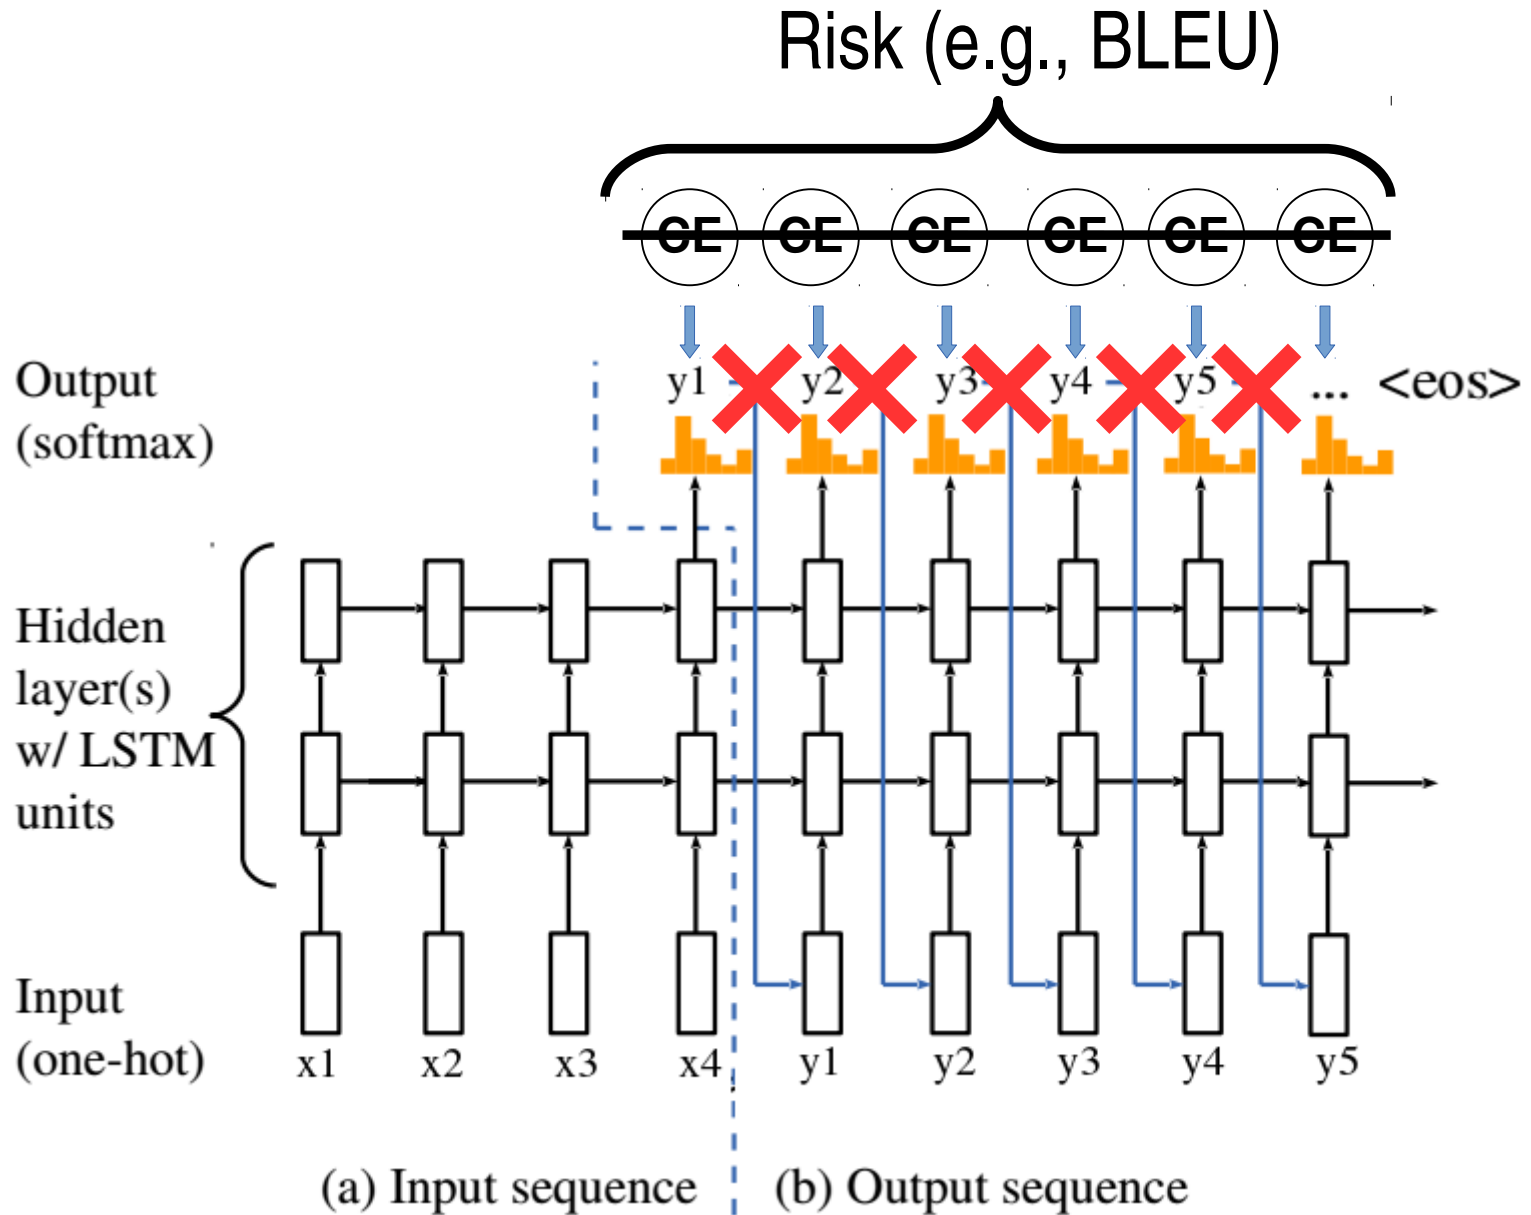 Risk (e.g., BLEU)
CE CE CE CE CE CE
Output
(softmax)
y1 y2 y3 y4 y5 ... <eos>
Hidden
layer(s)
w/ LSTM
units
Input
(one-hot)
x1 x2 x3 x4 y1 y2 y3 y4 y5
(a) Input sequence (b) Output sequence